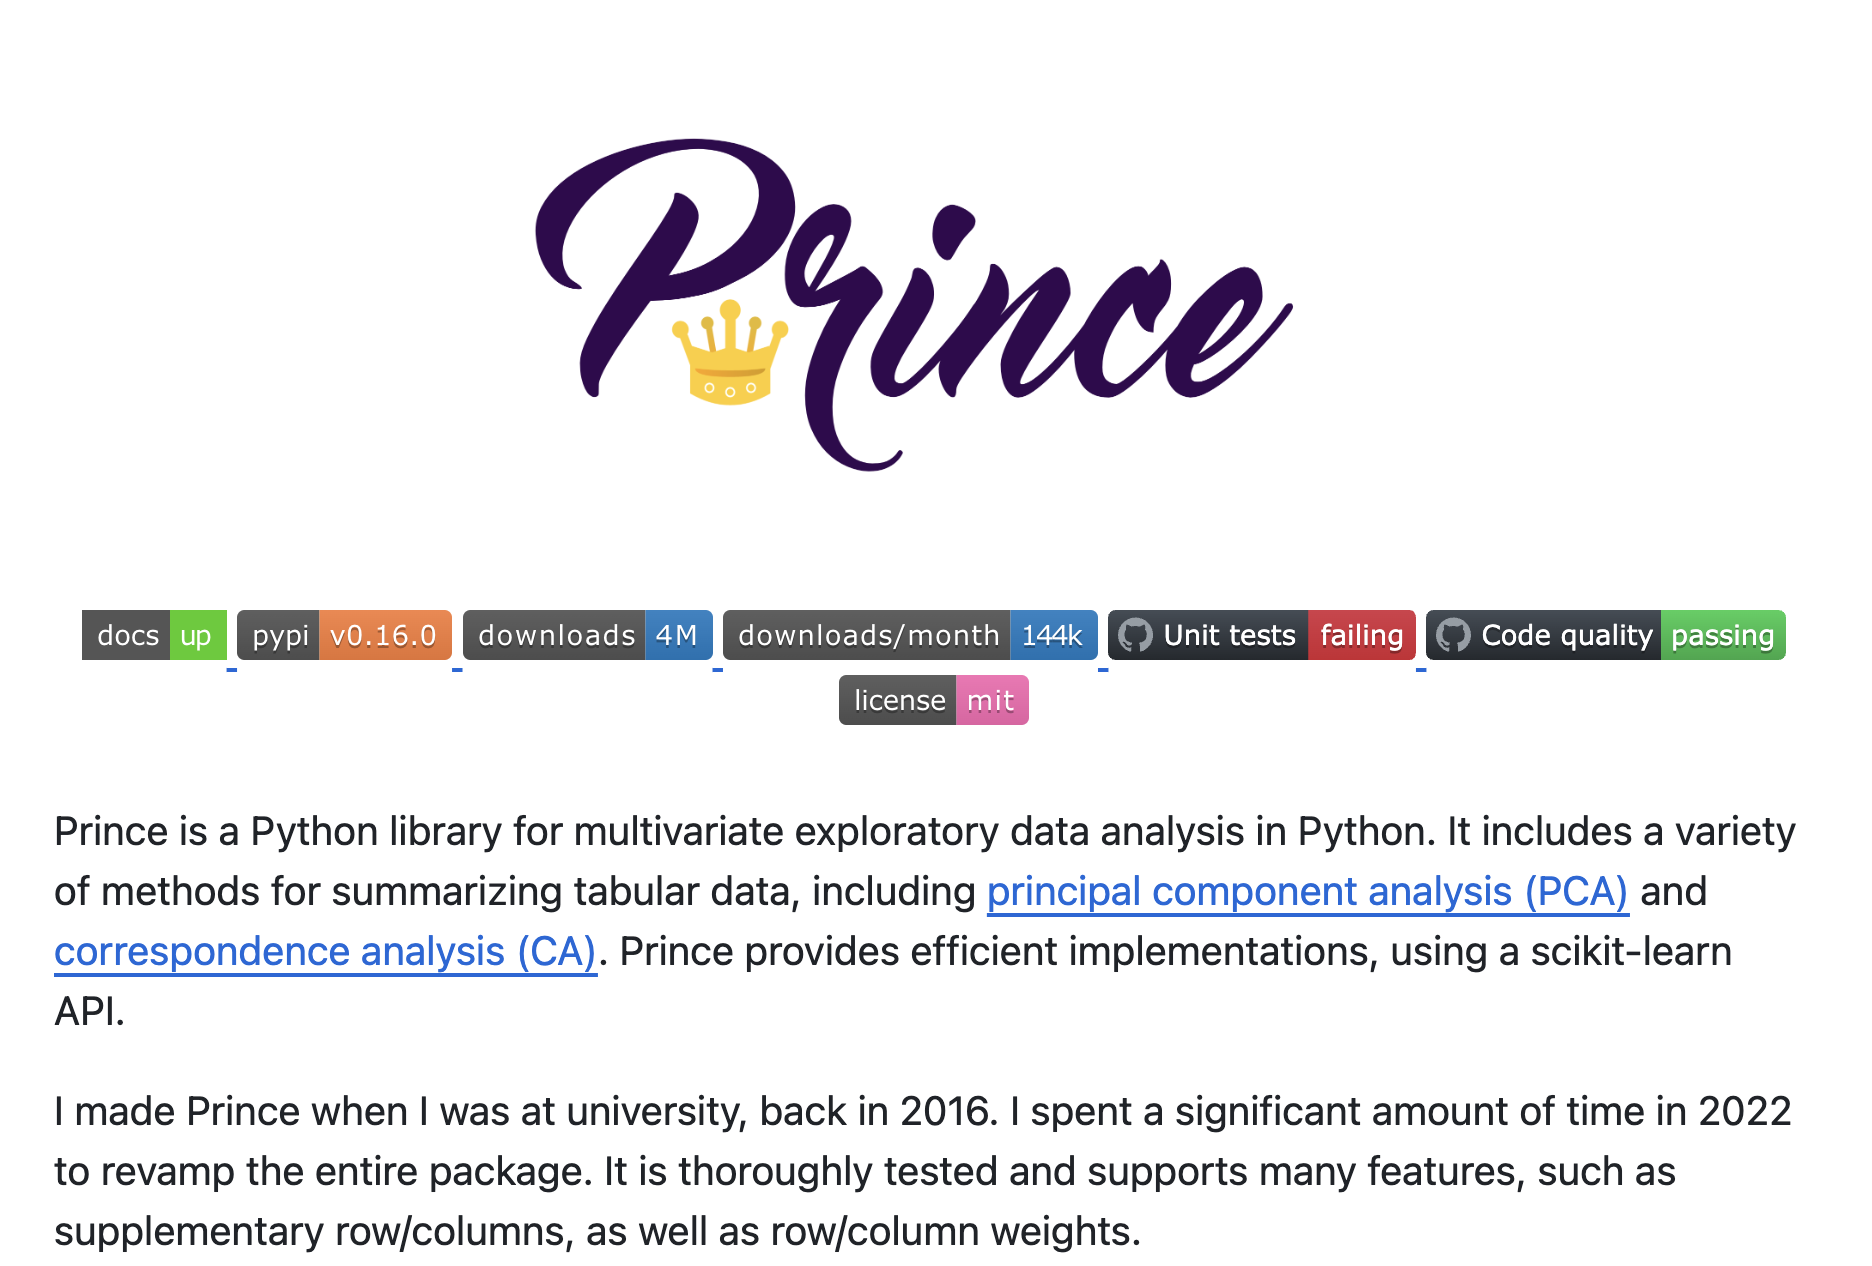 Prince
docs up pypi v0.16.0 downloads 4M downloads/month 144k Unit tests failing Code quality passing
license mit
Prince is a Python library for multivariate exploratory data analysis in Python. It includes a variety
of methods for summarizing tabular data, including principal component analysis (PCA) and
correspondence analysis (CA). Prince provides efficient implementations, using a scikit-learn
API.
I made Prince when I was at university, back in 2016. I spent a significant amount of time in 2022
to revamp the entire package. It is thoroughly tested and supports many features, such as
supplementary row/columns, as well as row/column weights.